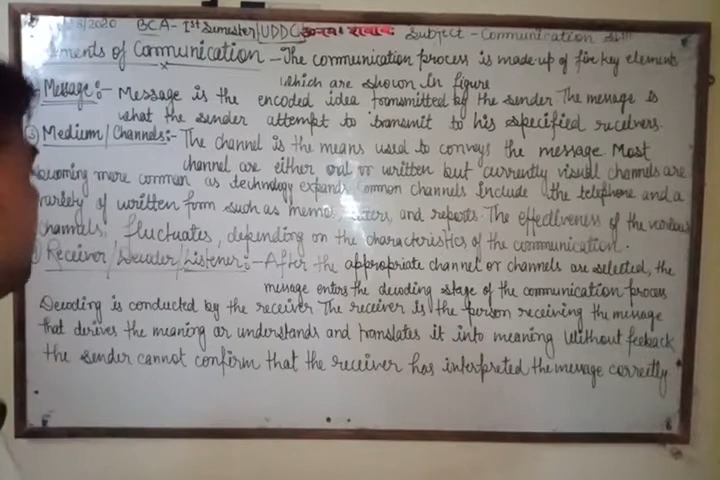 8/2020 BCA - Ist Semester/UDDC Subject - Communication
ments of Communication - The communication process is made up of five key elements
which are shown In figure
Message:- Message is the encoded idea transmitted by the sender The message is
what the sender attempt to transmit to his specified receivers.
③ Medium/Channels:- The channel is the means used to conveys the message Most
channel are either oral or written but currently visual channels are
becoming more common as technology expands. Common channels include the telephone and a
variety of written form such as memos, letters, and reports. The effectiveness of the various
channels fluctuates, depending on the characteristics of the communication.
Receiver/Decoder/Listener:- After the appropriate channel or channels are selected, the
message enters the decoding stage of the communication process
Decoding is conducted by the receiver The receiver is the person receiving the message
that derives the meaning or understands and translates it into meaning Without feeback
the sender cannot confirm that the receiver has interpreted the message correctly